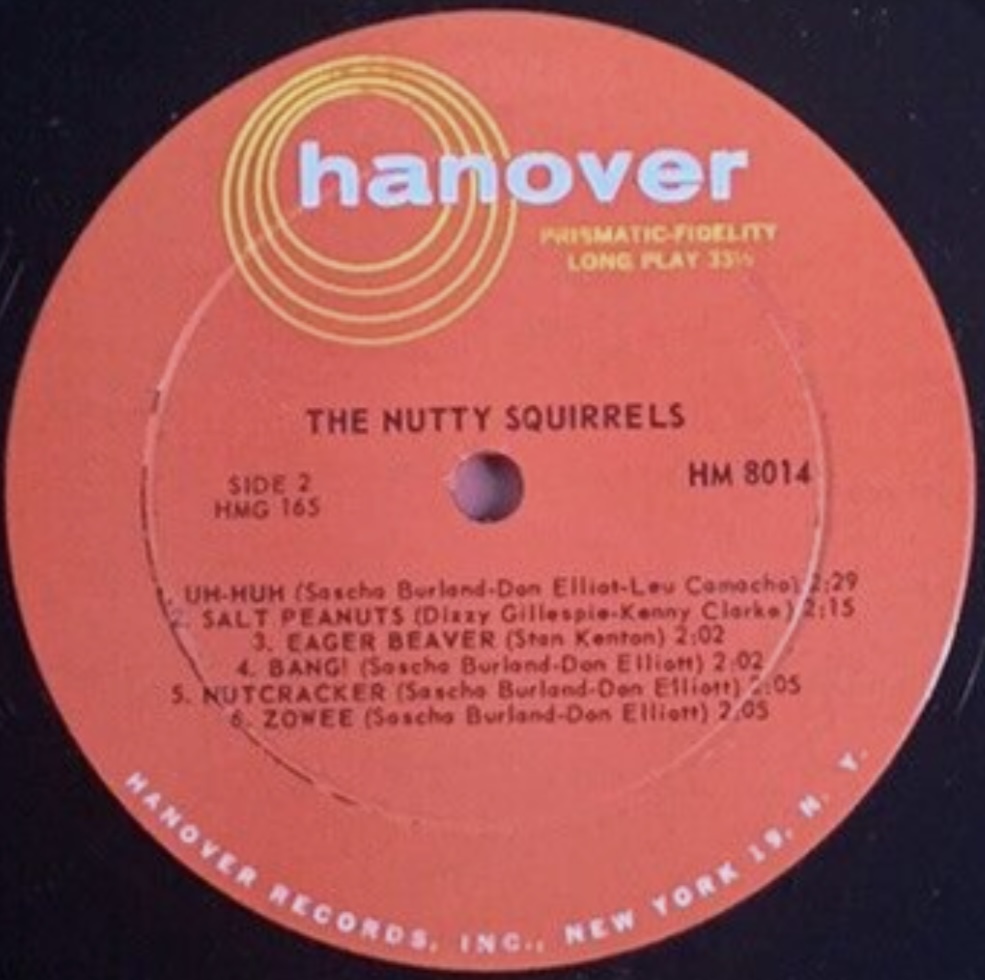 hanover
PRISMATIC-FIDELITY
LONG PLAY 33⅓
THE NUTTY SQUIRRELS
SIDE 2
HMG 165
HM 8014
1. UH-HUH (Sascha Burland-Don Elliot-Leu Camacho) 2:29
2. SALT PEANUTS (Dizzy Gillespie-Kenny Clarke) 2:15
3. EAGER BEAVER (Stan Kenton) 2:02
4. BANG! (Sascha Burland-Don Elliott) 2:02
5. NUTCRACKER (Sascha Burland-Don Elliott) 2:05
6. ZOWEE (Sascha Burland-Don Elliott) 2:05
HANOVER RECORDS, INC., NEW YORK 19, N. Y.